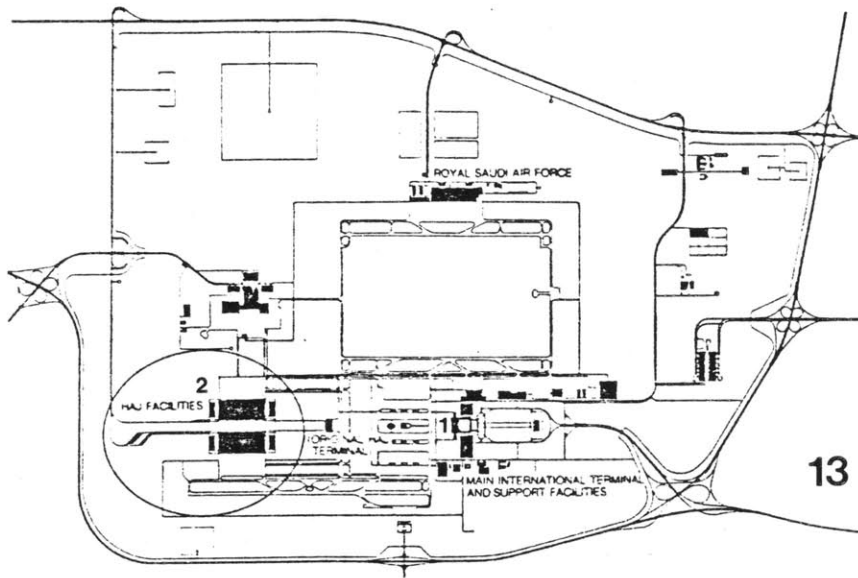 ROYAL SAUDI AIR FORCE
2
HAJ FACILITIES
1
TERMINAL
MAIN INTERNATIONAL TERMINAL
AND SUPPORT FACILITIES
13